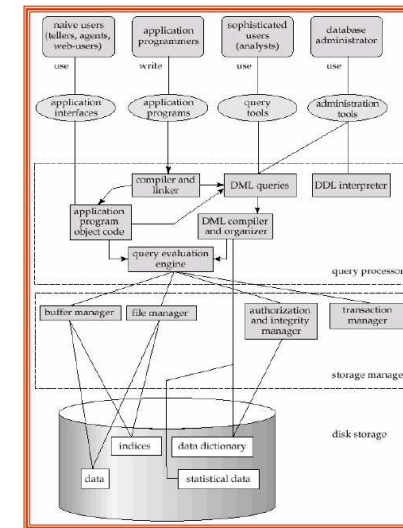 naive users
(tellers, agents,
web-users)
application
programmers
sophisticated
users
(analysts)
database
administrator
use
write
use
use
application
interfaces
application
programs
query
tools
administration
tools
compiler and
linker
DML queries
DDL interpreter
application
program
object code
DML compiler
and organizer
query evaluation
engine
query processor
buffer manager
file manager
authorization
and integrity
manager
transaction
manager
storage manage
disk storage
indices
data dictionary
data
statistical data